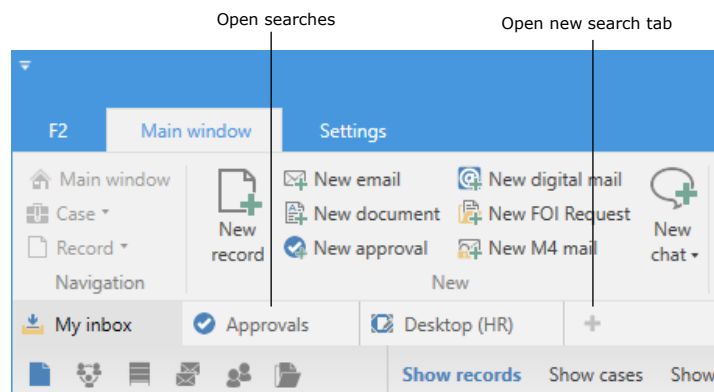 Open searches
Open new search tab
F2 Main window Settings
Main window
Case
Record
Navigation
New record
New email
New document
New approval
New digital mail
New FOI Request
New M4 mail
New chat
New
My inbox Approvals Desktop (HR)
Show records Show cases Show